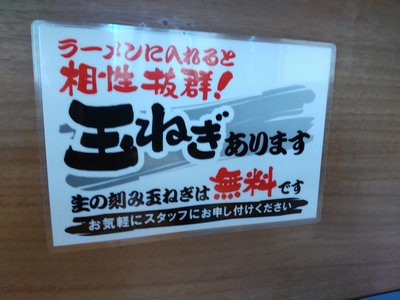 ラーメンに入れると
相性抜群!
玉ねぎあります
生の刻み玉ねぎは無料です
お気軽にスタッフにお申し付けください